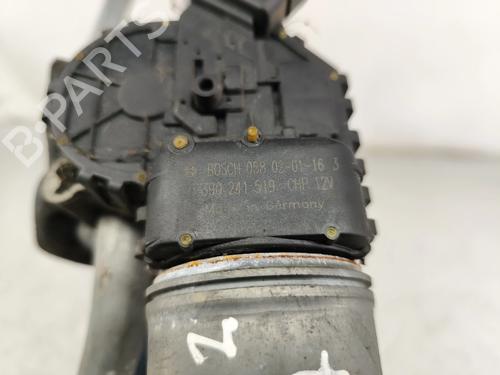 B-PARTS
BOSCH 058 02-01-16 3
390 241 519 CHP 12V
Made in Germany
N